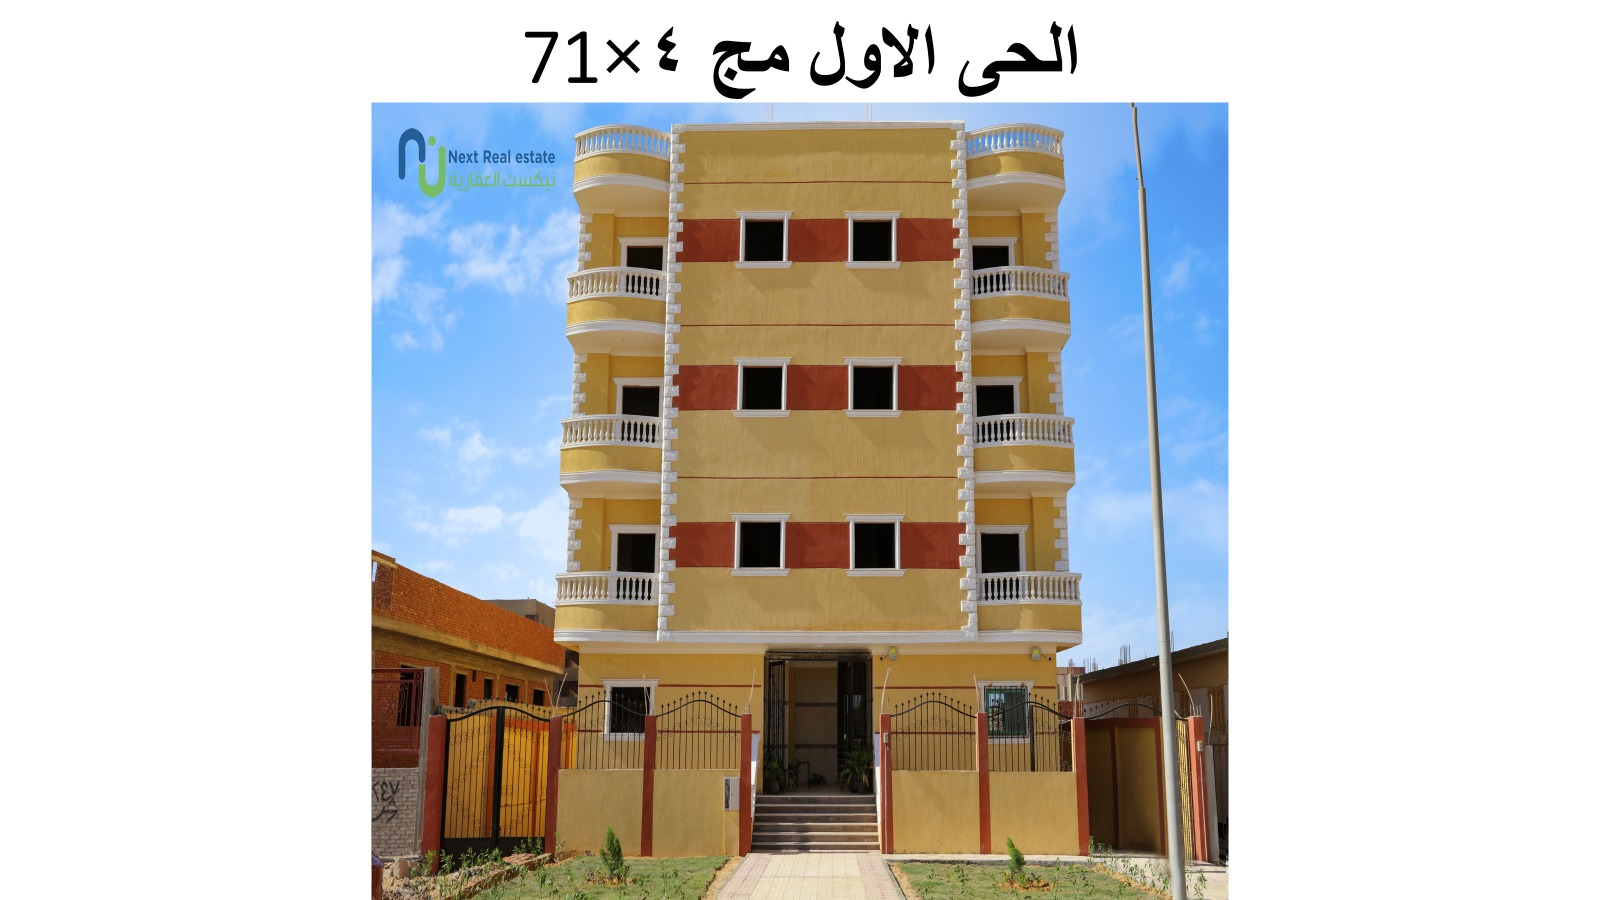 الحى الاول مج ٤×71
Next Real estate
نيكست العقارية